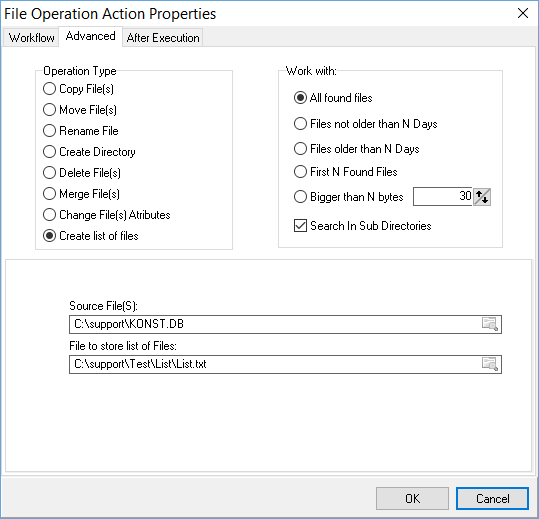 File Operation Action Properties
Workflow Advanced After Execution
Operation Type
Copy File(s)
Move File(s)
Rename File
Create Directory
Delete File(s)
Merge File(s)
Change File(s) Atributes
Create list of files
Work with:
All found files
Files not older than N Days
Files older than N Days
First N Found Files
Bigger than N bytes 30
Search In Sub Directories
Source File(S):
C:\support\KONST.DB
File to store list of Files:
C:\support\Test\List\List.txt
OK Cancel